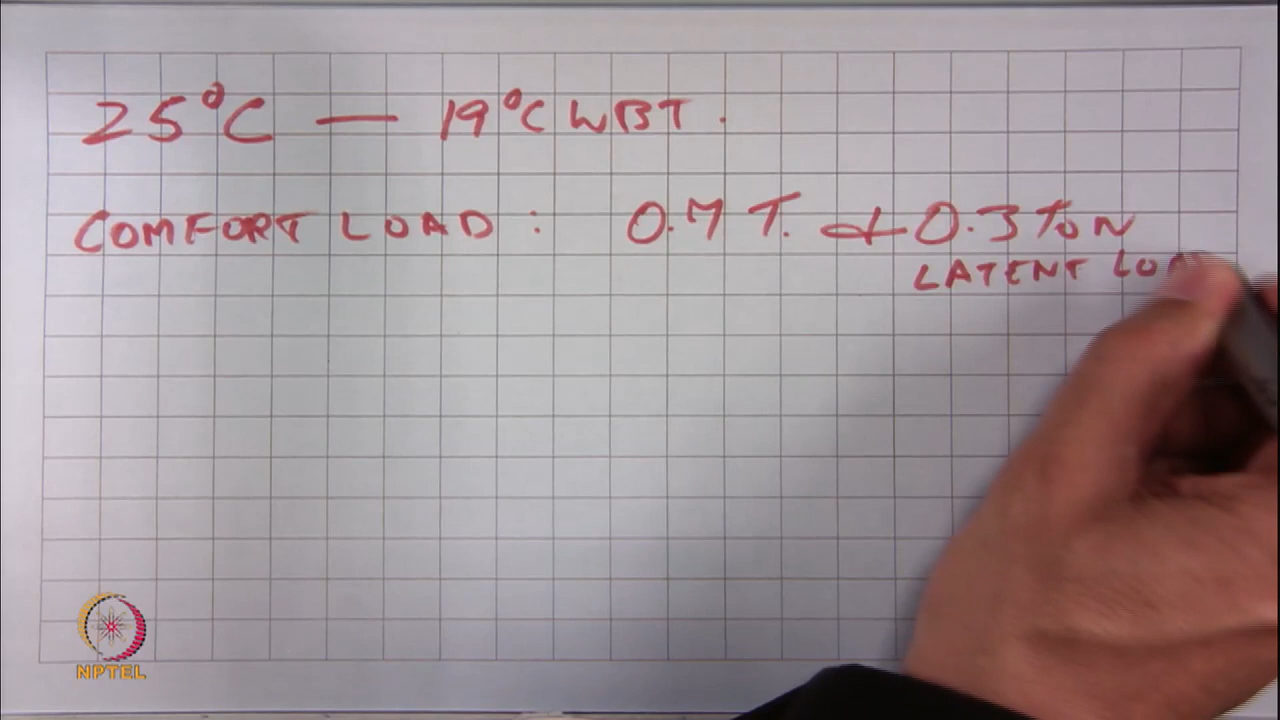 25°C — 19°C WBT.
COMFORT LOAD : 0.7 T. & 0.3 TON
LATENT
NPTEL